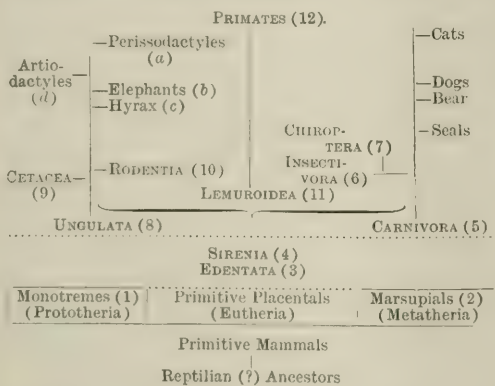 PRIMATES (12).
—Perissodactyles
(a)
Artio-
dactyles—
(d)
—Elephants (b)
—Hyrax (c)
—Cats
—Dogs
—Bear
—Seals
CHIROP-
TERA (7)
INSECTI-
VORA (6)
CETACEA—
(9)
—RODENTIA (10)
LEMUROIDEA (11)
UNGULATA (8)
CARNIVORA (5)
SIRENIA (4)
EDENTATA (3)
Monotremes (1)
(Prototheria)
Primitive Placentals
(Eutheria)
Marsupials (2)
(Metatheria)
Primitive Mammals
Reptilian (?) Ancestors